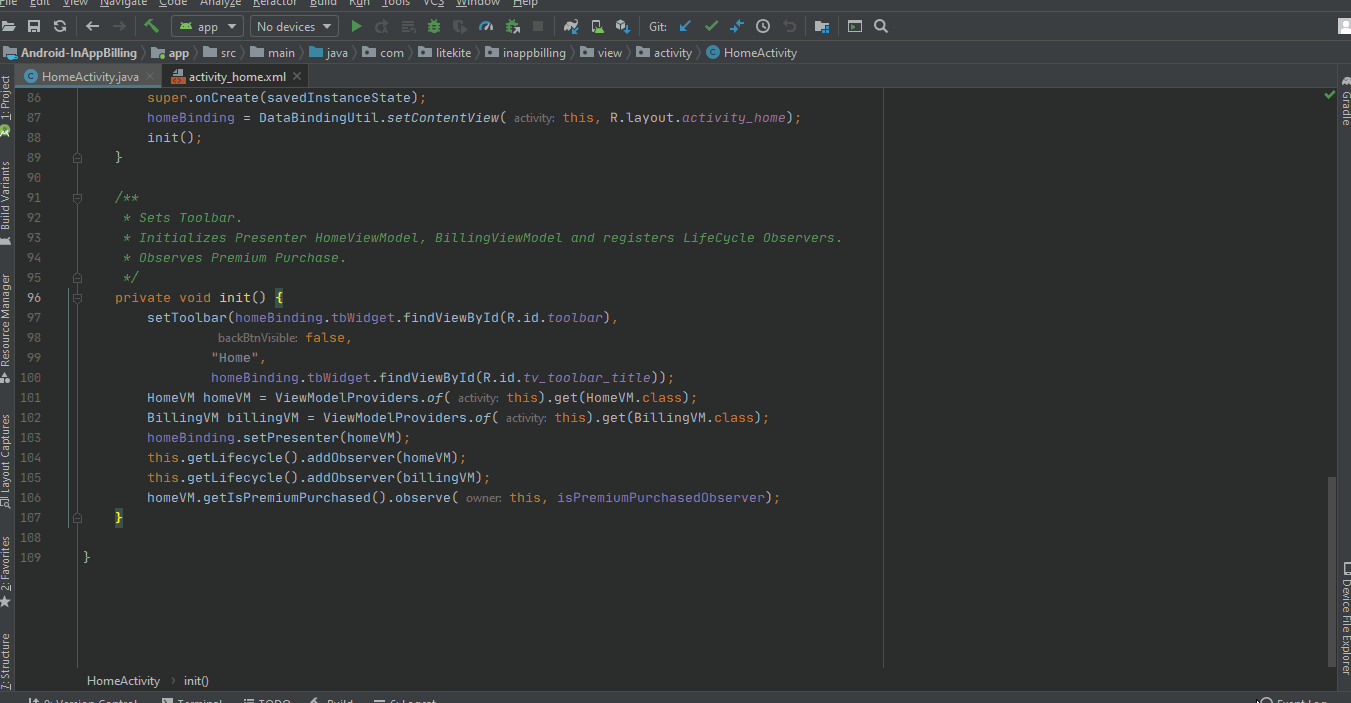 File Edit View Navigate Code Analyze Refactor Build Run Tools VCS Window Help
app No devices Git:
Android-InAppBilling app src main java com litekite inappbilling view activity HomeActivity
HomeActivity.java activity_home.xml
86 super.onCreate(savedInstanceState);
87 homeBinding = DataBindingUtil.setContentView( activity: this, R.layout.activity_home);
88 init();
89 }
90
91 /**
92 * Sets Toolbar.
93 * Initializes Presenter HomeViewModel, BillingViewModel and registers LifeCycle Observers.
94 * Observes Premium Purchase.
95 */
96 private void init() {
97 setToolbar(homeBinding.tbWidget.findViewById(R.id.toolbar),
98 backBtnVisible: false,
99 "Home",
100 homeBinding.tbWidget.findViewById(R.id.tv_toolbar_title));
101 HomeVM homeVM = ViewModelProviders.of( activity: this).get(HomeVM.class);
102 BillingVM billingVM = ViewModelProviders.of( activity: this).get(BillingVM.class);
103 homeBinding.setPresenter(homeVM);
104 this.getLifecycle().addObserver(homeVM);
105 this.getLifecycle().addObserver(billingVM);
106 homeVM.getIsPremiumPurchased().observe( owner: this, isPremiumPurchasedObserver);
107 }
108
109 }
HomeActivity init()
1: Project
Build Variants
Resource Manager
Layout Captures
2: Favorites
7: Structure
Gradle
Device File Explorer
9: Version Control Terminal TODO Build 6: Logcat Event Log